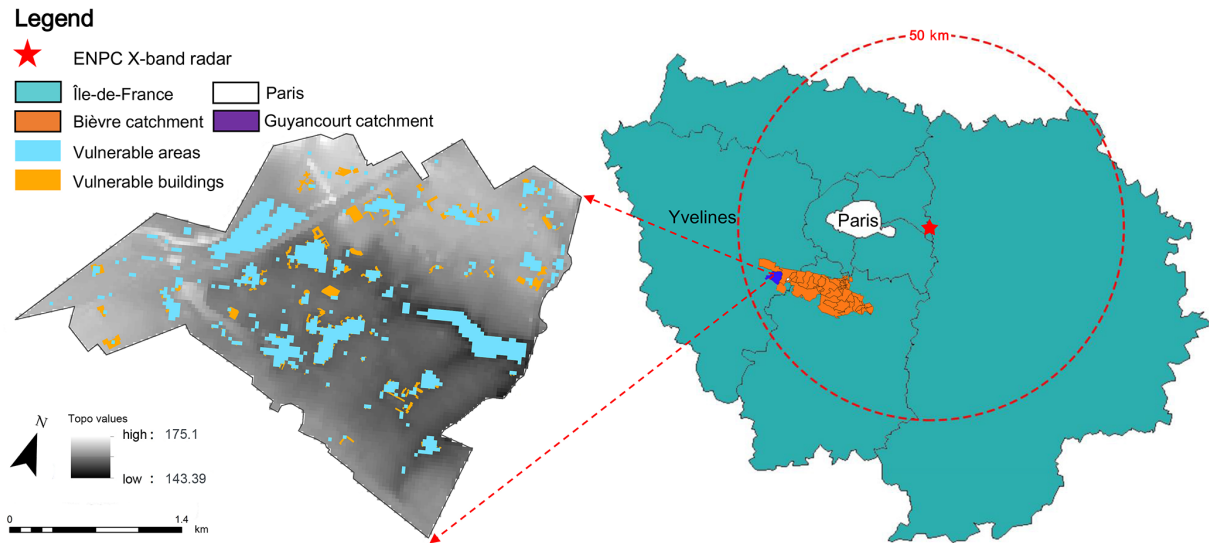 Legend
ENPC X-band radar
Île-de-France
Paris
Bièvre catchment
Guyancourt catchment
Vulnerable areas
Vulnerable buildings
50 km
Yvelines
Paris
N
Topo values
high : 175.1
low : 143.39
0 1.4
km